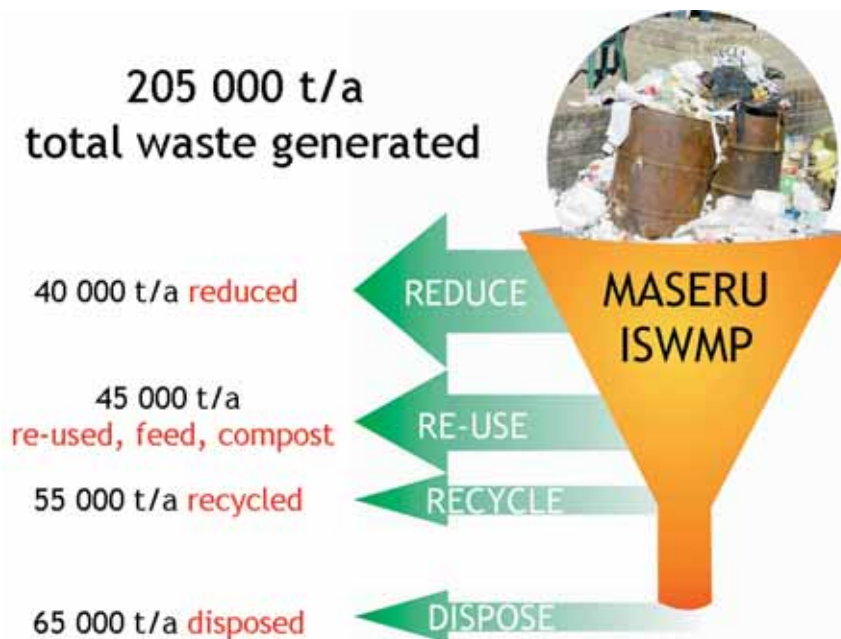 205 000 t/a
total waste generated
MASERU
ISWMP
40 000 t/a reduced
REDUCE
45 000 t/a
re-used, feed, compost
RE-USE
55 000 t/a recycled
RECYCLE
65 000 t/a disposed
DISPOSE